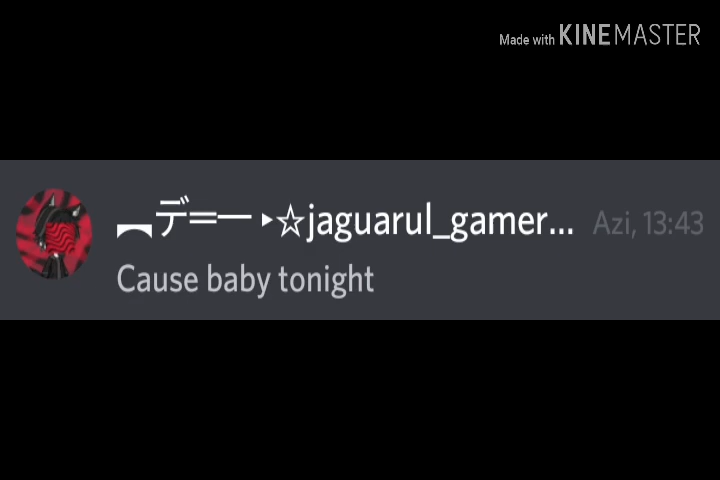 Made with KINEMASTER
︻デ═一 ▸☆jaguarul_gamer... Azi, 13:43
Cause baby tonight